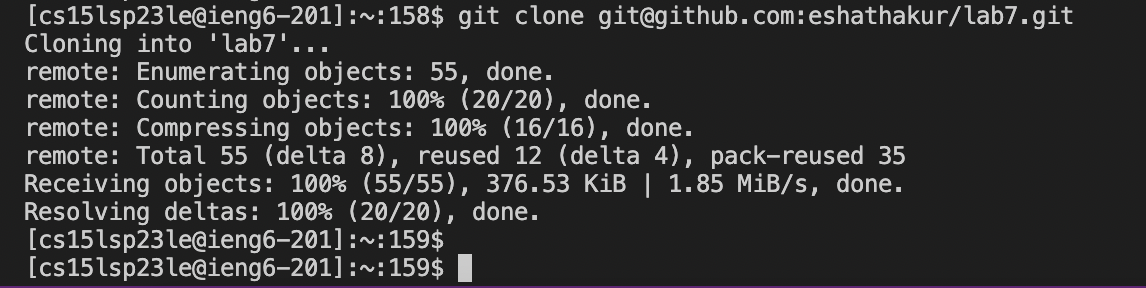 [cs15lsp23le@ieng6-201]:~:158$ git clone git@github.com:eshathakur/lab7.git
Cloning into 'lab7'...
remote: Enumerating objects: 55, done.
remote: Counting objects: 100% (20/20), done.
remote: Compressing objects: 100% (16/16), done.
remote: Total 55 (delta 8), reused 12 (delta 4), pack-reused 35
Receiving objects: 100% (55/55), 376.53 KiB | 1.85 MiB/s, done.
Resolving deltas: 100% (20/20), done.
[cs15lsp23le@ieng6-201]:~:159$
[cs15lsp23le@ieng6-201]:~:159$